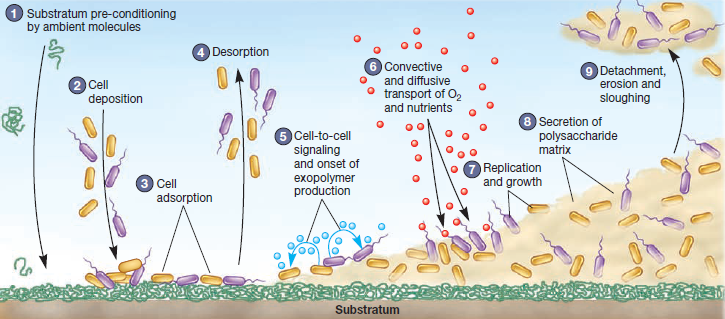 1 Substratum pre-conditioning
by ambient molecules
2 Cell
deposition
3 Cell
adsorption
4 Desorption
5 Cell-to-cell
signaling
and onset of
exopolymer
production
6 Convective
and diffusive
transport of O2
and nutrients
7 Replication
and growth
8 Secretion of
polysaccharide
matrix
9 Detachment,
erosion and
sloughing
Substratum